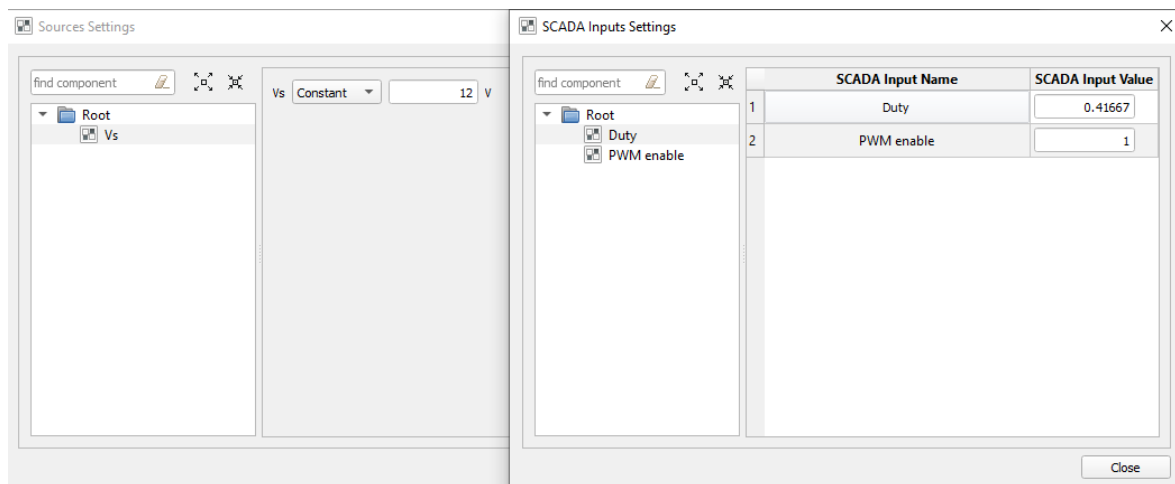 Sources Settings
find component
Root
Vs
Vs Constant 12 V
SCADA Inputs Settings
find component
Root
Duty
PWM enable
SCADA Input Name SCADA Input Value
1 Duty 0.41667
2 PWM enable 1
Close